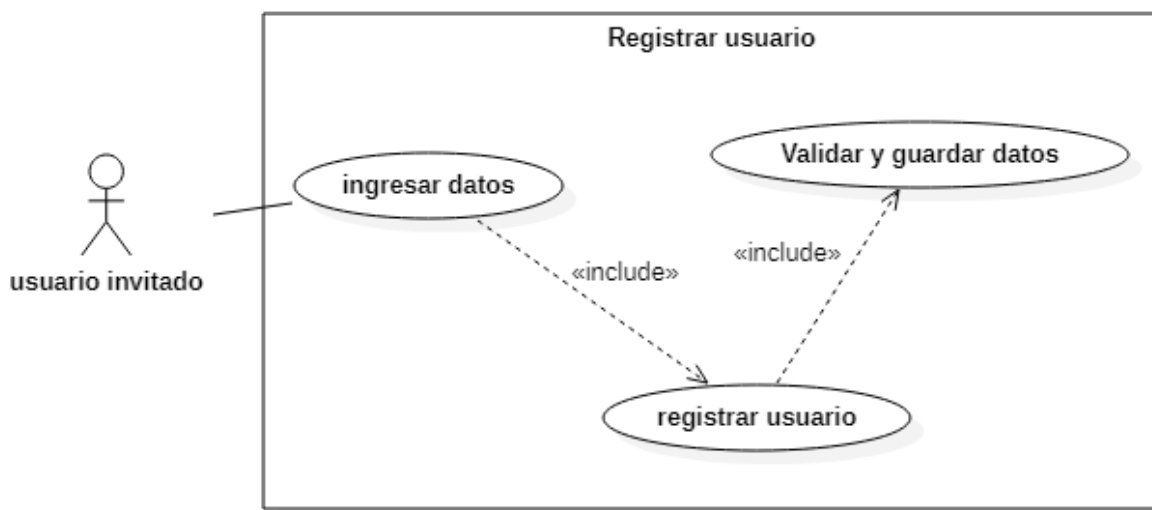 Registrar usuario
ingresar datos
Validar y guardar datos
usuario invitado
«include»
«include»
registrar usuario